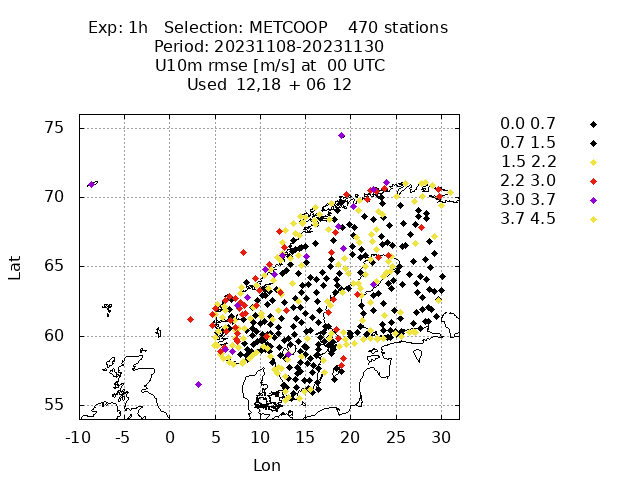 Exp: 1h   Selection: METCOOP    470 stations
Period: 20231108-20231130
U10m rmse [m/s] at  00 UTC
Used  12,18 + 06 12
0.0 0.7
0.7 1.5
1.5 2.2
2.2 3.0
3.0 3.7
3.7 4.5
75
70
65
60
55
Lat
-10 -5 0 5 10 15 20 25 30
Lon